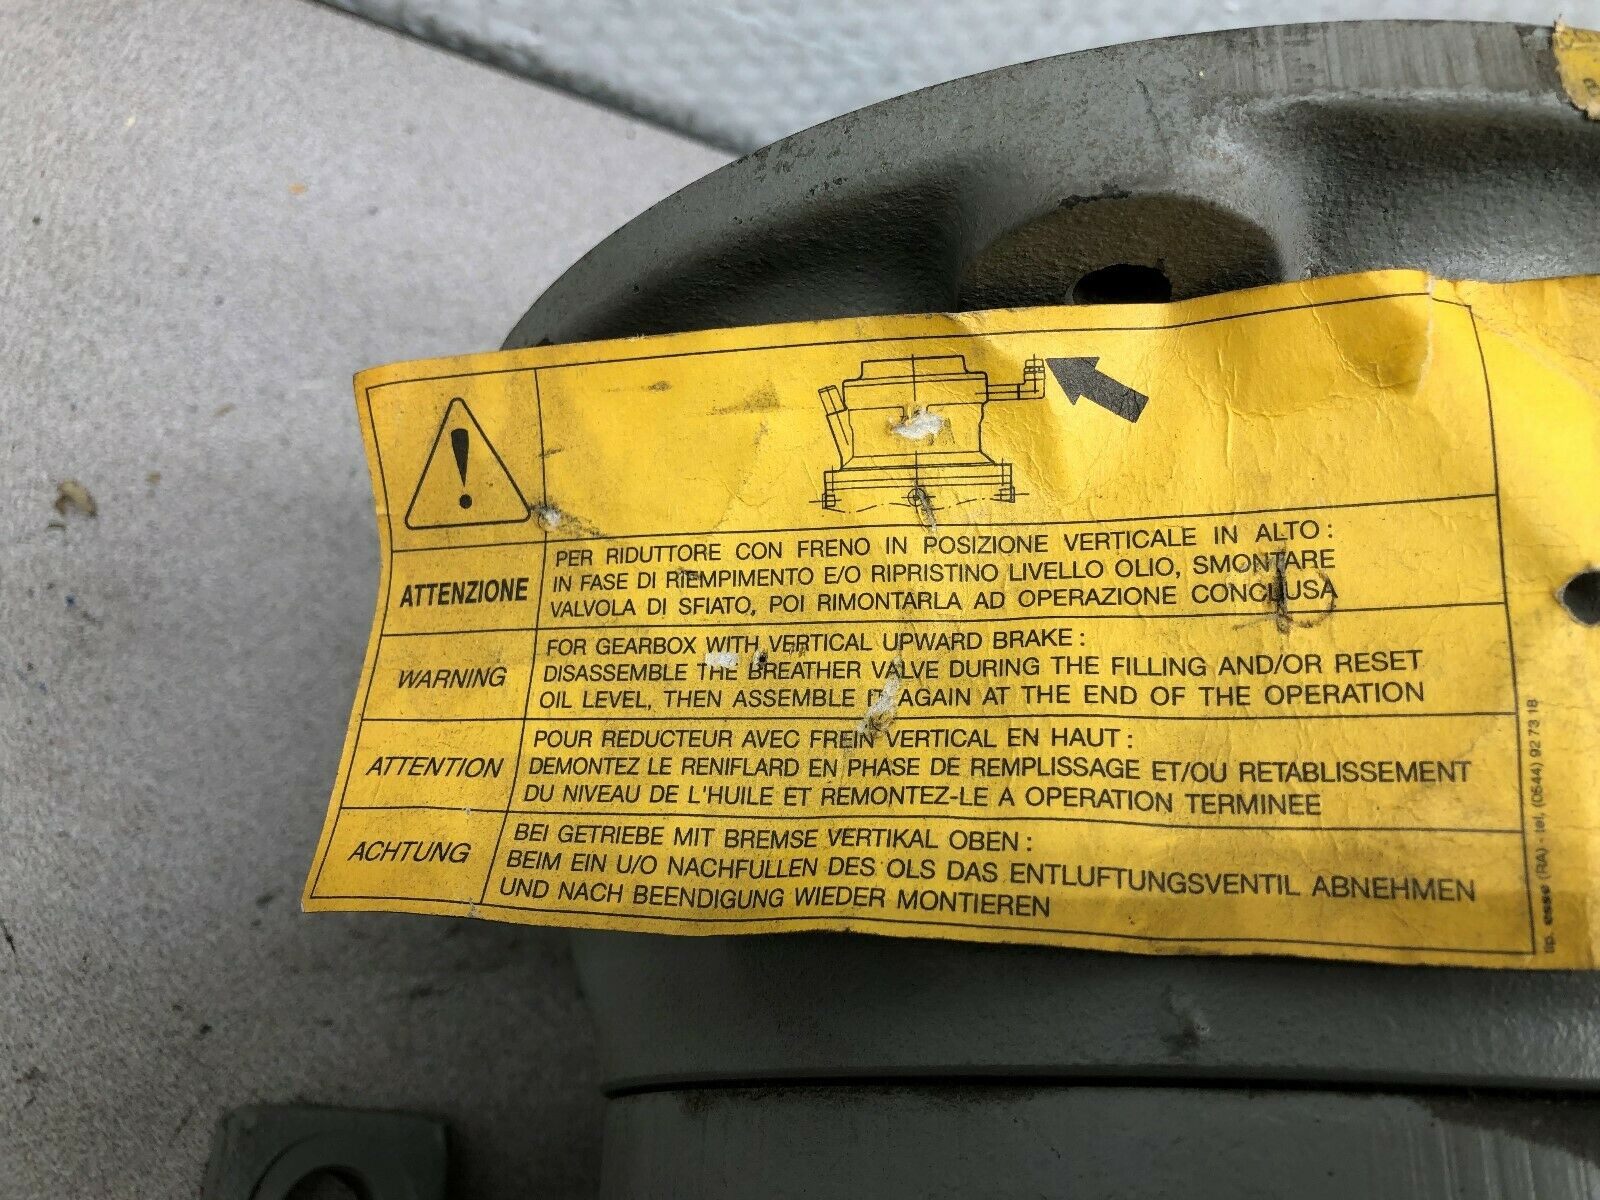 ATTENZIONE
PER RIDUTTORE CON FRENO IN POSIZIONE VERTICALE IN ALTO :
IN FASE DI RIEMPIMENTO E/O RIPRISTINO LIVELLO OLIO, SMONTARE
VALVOLA DI SFIATO, POI RIMONTARLA AD OPERAZIONE CONCLUSA
WARNING
FOR GEARBOX WITH VERTICAL UPWARD BRAKE :
DISASSEMBLE THE BREATHER VALVE DURING THE FILLING AND/OR RESET
OIL LEVEL, THEN ASSEMBLE IT AGAIN AT THE END OF THE OPERATION
ATTENTION
POUR REDUCTEUR AVEC FREIN VERTICAL EN HAUT :
DEMONTEZ LE RENIFLARD EN PHASE DE REMPLISSAGE ET/OU RETABLISSEMENT
DU NIVEAU DE L'HUILE ET REMONTEZ-LE A OPERATION TERMINEE
ACHTUNG
BEI GETRIEBE MIT BREMSE VERTIKAL OBEN :
BEIM EIN U/O NACHFULLEN DES OLS DAS ENTLUFTUNGSVENTIL ABNEHMEN
UND NACH BEENDIGUNG WIEDER MONTIEREN
tip. esse (RA) tel. (0544) 92 73 18